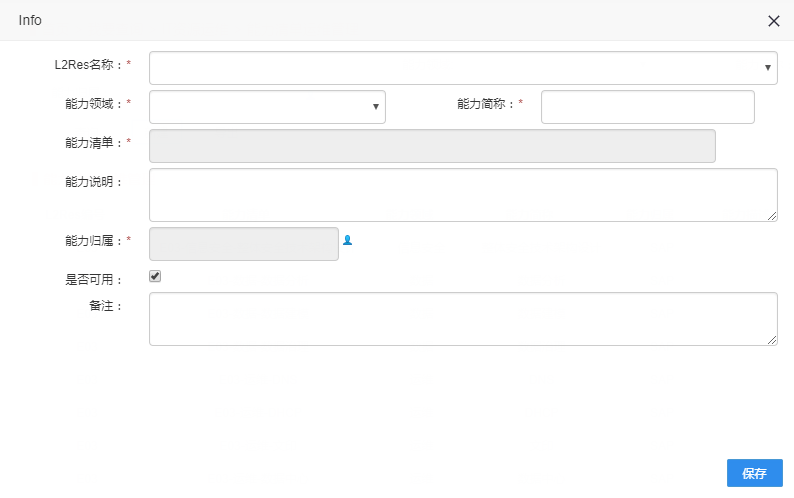 Info
L2Res名称：*
能力领域：* 能力简称：*
能力清单：*
能力说明：
能力归属：*
是否可用：
备注：
保存